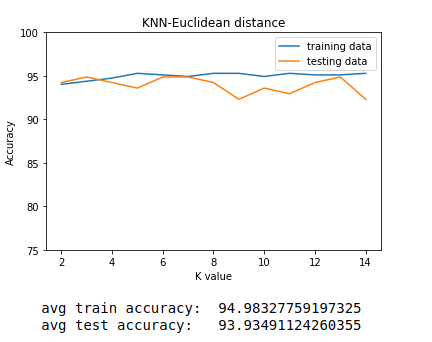 KNN-Euclidean distance
100
95
90
85
80
75
Accuracy
training data
testing data
2 4 6 8 10 12 14
K value
avg train accuracy: 94.98327759197325
avg test accuracy: 93.93491124260355